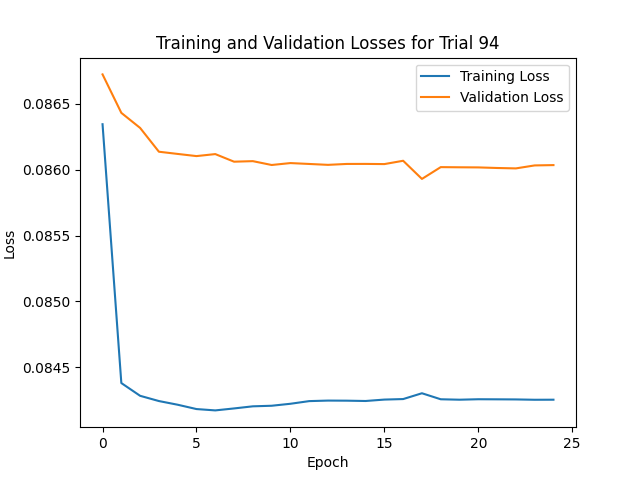 Training and Validation Losses for Trial 94
Training Loss
Validation Loss
0.0865
0.0860
0.0855
0.0850
0.0845
Loss
0
5
10
15
20
25
Epoch